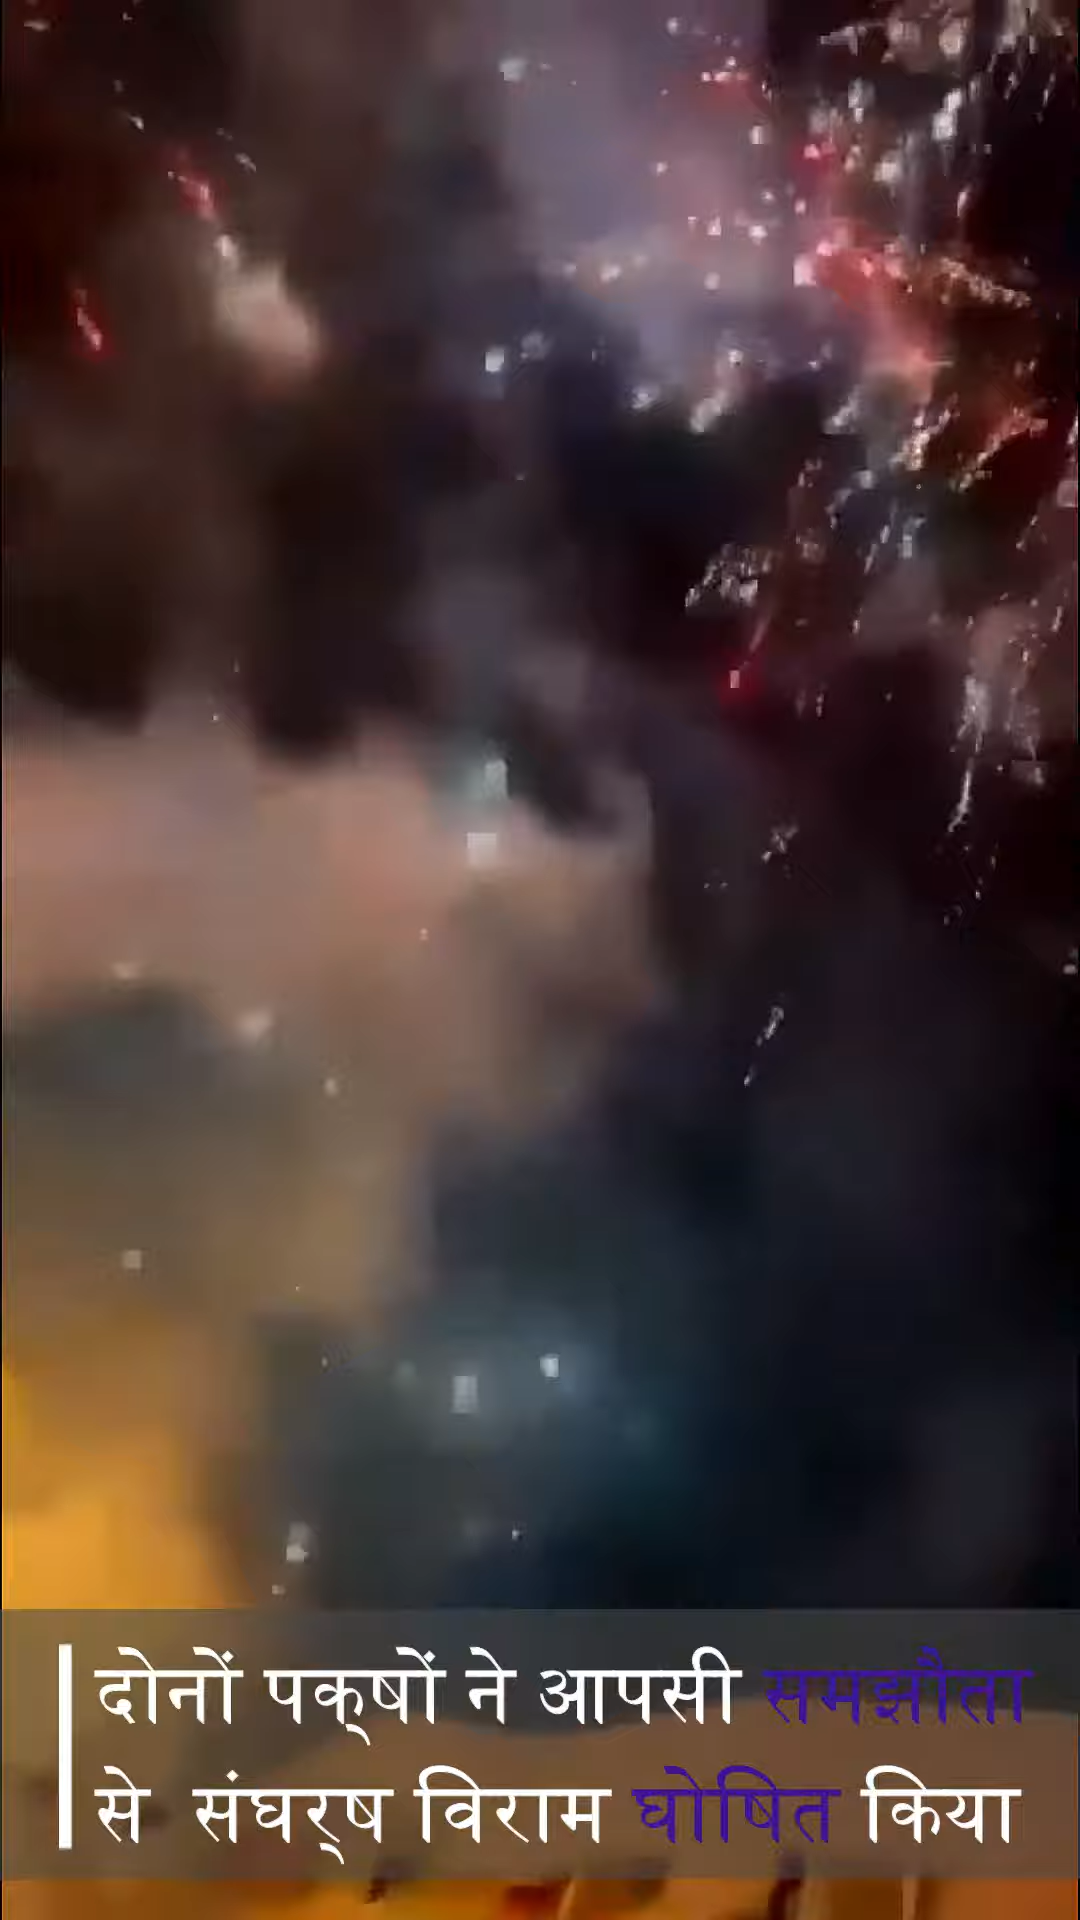 दोनों पक्‌षों ने आपसी समझौता
से संघर्‌ष विराम घोषित किया